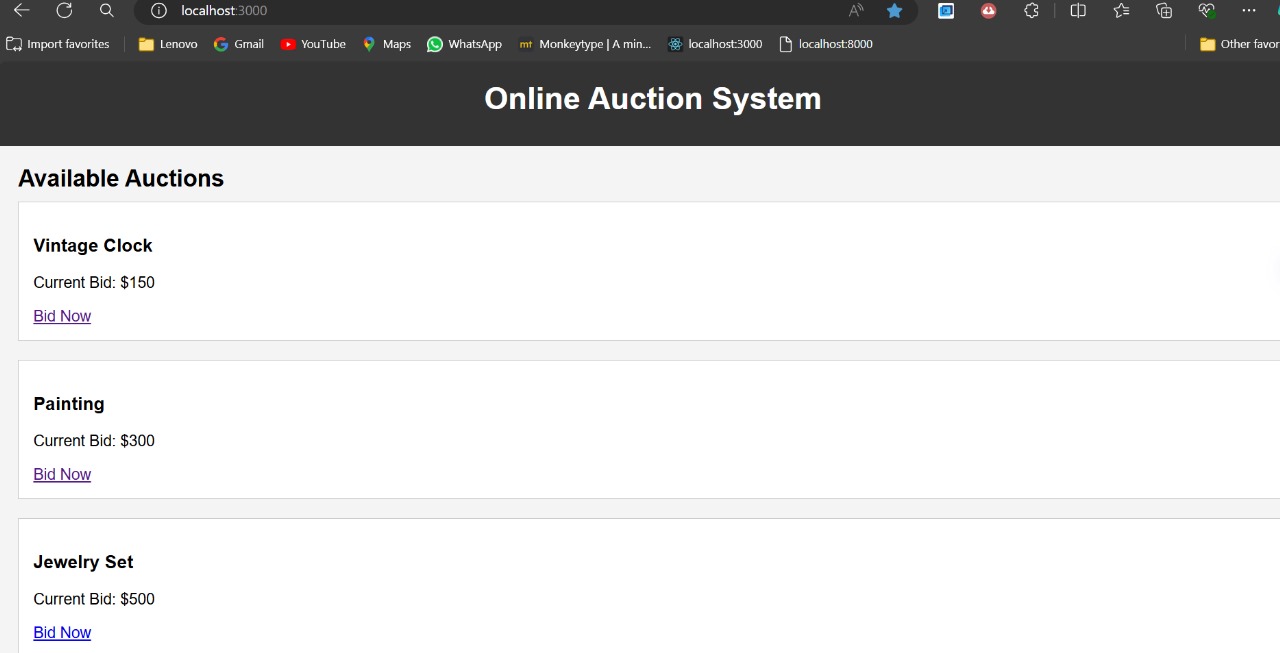 localhost:3000
Import favorites Lenovo Gmail YouTube Maps WhatsApp mt Monkeytype | A min... localhost:3000 localhost:8000 Other favor
Online Auction System
Available Auctions
Vintage Clock
Current Bid: $150
Bid Now
Painting
Current Bid: $300
Bid Now
Jewelry Set
Current Bid: $500
Bid Now